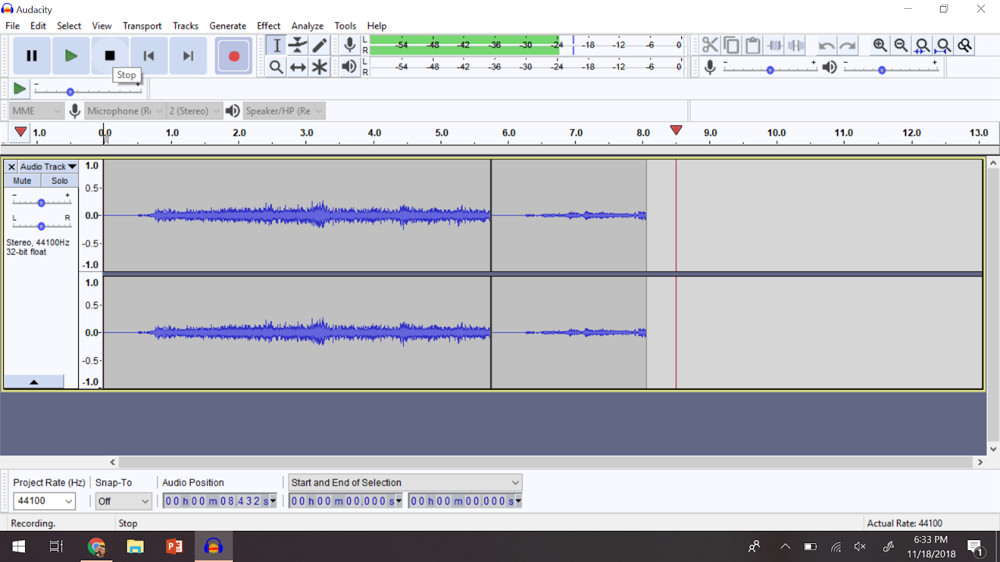 Audacity
File Edit Select View Transport Tracks Generate Effect Analyze Tools Help
L
R
-54 -48 -42 -36 -30 -24 -18 -12 -6 0
Stop
L
R
-54 -48 -42 -36 -30 -24 -18 -12 -6 0
- +
- +
- +
MME
Microphone (R
2 (Stereo)
Speaker/HP (Re
1.0 0.0 1.0 2.0 3.0 4.0 5.0 6.0 7.0 8.0 9.0 10.0 11.0 12.0 13.0
Audio Track
Mute Solo
- +
L R
Stereo, 44100Hz
32-bit float
1.0
0.5
0.0
-0.5
-1.0
1.0
0.5
0.0
-0.5
-1.0
Project Rate (Hz) Snap-To Audio Position Start and End of Selection
44100 Off 00 h 00 m 08.432 s 00 h 00 m 00.000 s 00 h 00 m 00.000 s
Recording. Stop Actual Rate: 44100
6:33 PM
11/18/2018
1